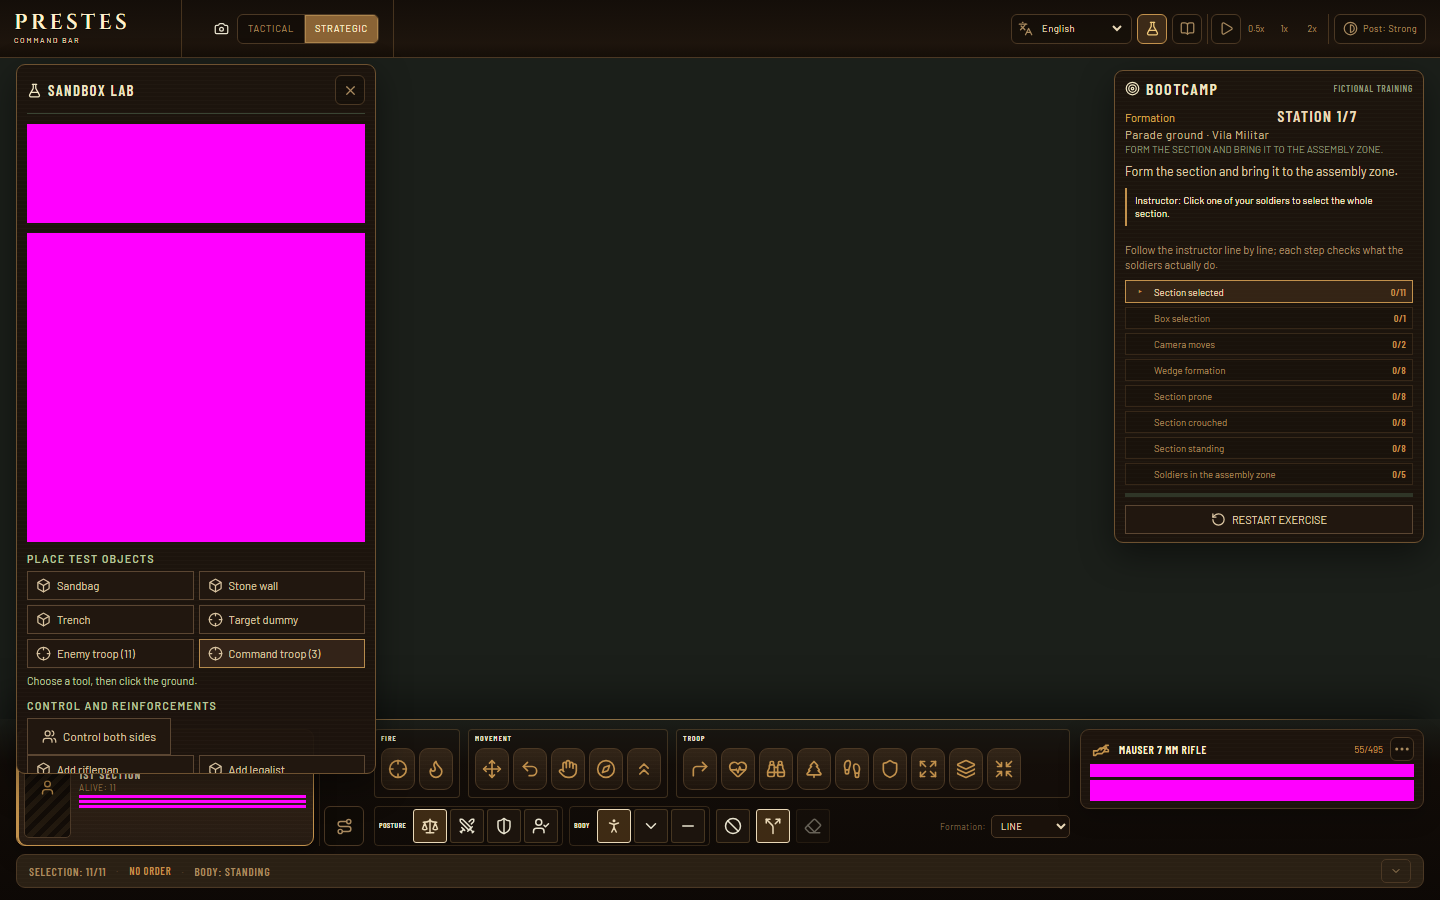 PRESTES
COMMAND BAR
TACTICAL
STRATEGIC
English
0.5x
1x
2x
Post: Strong
SANDBOX LAB
PLACE TEST OBJECTS
Sandbag
Stone wall
Trench
Target dummy
Enemy troop (11)
Command troop (3)
Choose a tool, then click the ground.
CONTROL AND REINFORCEMENTS
Control both sides
Add rifleman
Add legalist
BOOTCAMP
FICTIONAL TRAINING
Formation
STATION 1/7
Parade ground · Vila Militar
FORM THE SECTION AND BRING IT TO THE ASSEMBLY ZONE.
Form the section and bring it to the assembly zone.
Instructor: Click one of your soldiers to select the whole
section.
Follow the instructor line by line; each step checks what the
soldiers actually do.
Section selected 0/11
Box selection 0/1
Camera moves 0/2
Wedge formation 0/8
Section prone 0/8
Section crouched 0/8
Section standing 0/8
Soldiers in the assembly zone 0/5
RESTART EXERCISE
1ST SECTION
ALIVE: 11
FIRE
MOVEMENT
TROOP
POSTURE
BODY
Formation:
LINE
MAUSER 7 MM RIFLE
55/495
SELECTION: 11/11 · NO ORDER · BODY: STANDING